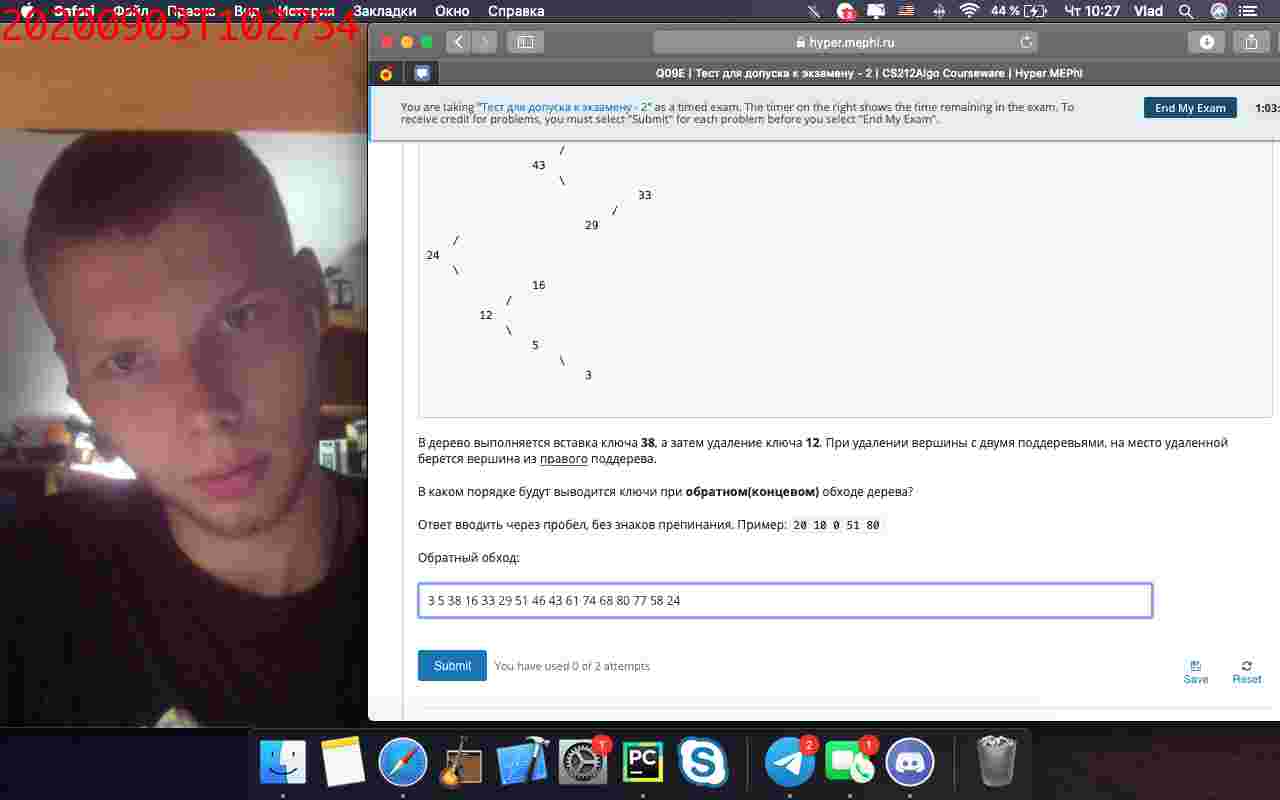 Safari Файл Правка Вид История Закладки Окно Справка 44 % Чт 10:27 Vlad
20200903T102754
hyper.mephi.ru
Q09E | Тест для допуска к экзамену - 2 | CS212Algo Courseware | Hyper.MEPhI
You are taking "Тест для допуска к экзамену - 2" as a timed exam. The timer on the right shows the time remaining in the exam. To
receive credit for problems, you must select "Submit" for each problem before you select "End My Exam".
End My Exam
1:03:
/
43
\
33
/
29
/
24
\
16
/
12
\
5
\
3
В дерево выполняется вставка ключа 38, а затем удаление ключа 12. При удалении вершины с двумя поддеревьями, на место удаленной
берется вершина из правого поддерева.
В каком порядке будут выводится ключи при обратном(концевом) обходе дерева?
Ответ вводить через пробел, без знаков препинания. Пример: 20 10 0 51 80
Обратный обход:
3 5 38 16 33 29 51 46 43 61 74 68 80 77 58 24
Submit
You have used 0 of 2 attempts
Save
Reset
PC
2
1